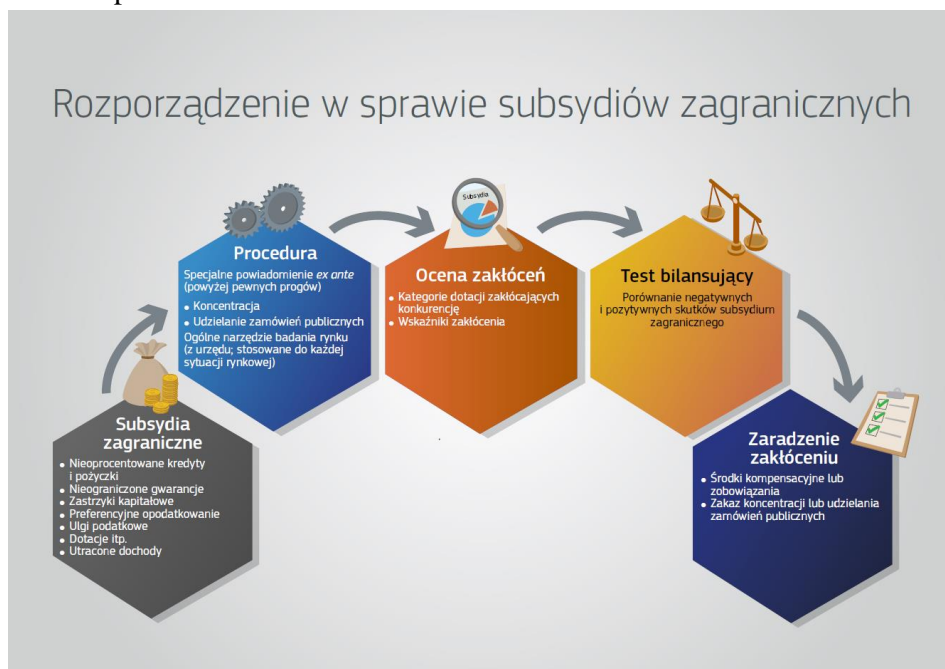 Rozporządzenie w sprawie subsydiów zagranicznych
Subsydia
zagraniczne
• Nieoprocentowane kredyty
i pożyczki
• Nieograniczone gwarancje
• Zastrzyki kapitałowe
• Preferencyjne opodatkowanie
• Ulgi podatkowe
• Dotacje itp.
• Utracone dochody
Procedura
Specjalne powiadomienie ex ante
(powyżej pewnych progów)
• Koncentracja
• Udzielanie zamówień publicznych
Ogólne narzędzie badania rynku
(z urzędu; stosowane do każdej
sytuacji rynkowej)
Subsydia
Ocena zakłóceń
• Kategorie dotacji zakłócających
konkurencję
• Wskaźniki zakłócenia
Test bilansujący
Porównanie negatywnych
i pozytywnych skutków subsydium
zagranicznego
Zaradzenie
zakłóceniu
• Środki kompensacyjne lub
zobowiązania
• Zakaz koncentracji lub udzielania
zamówień publicznych